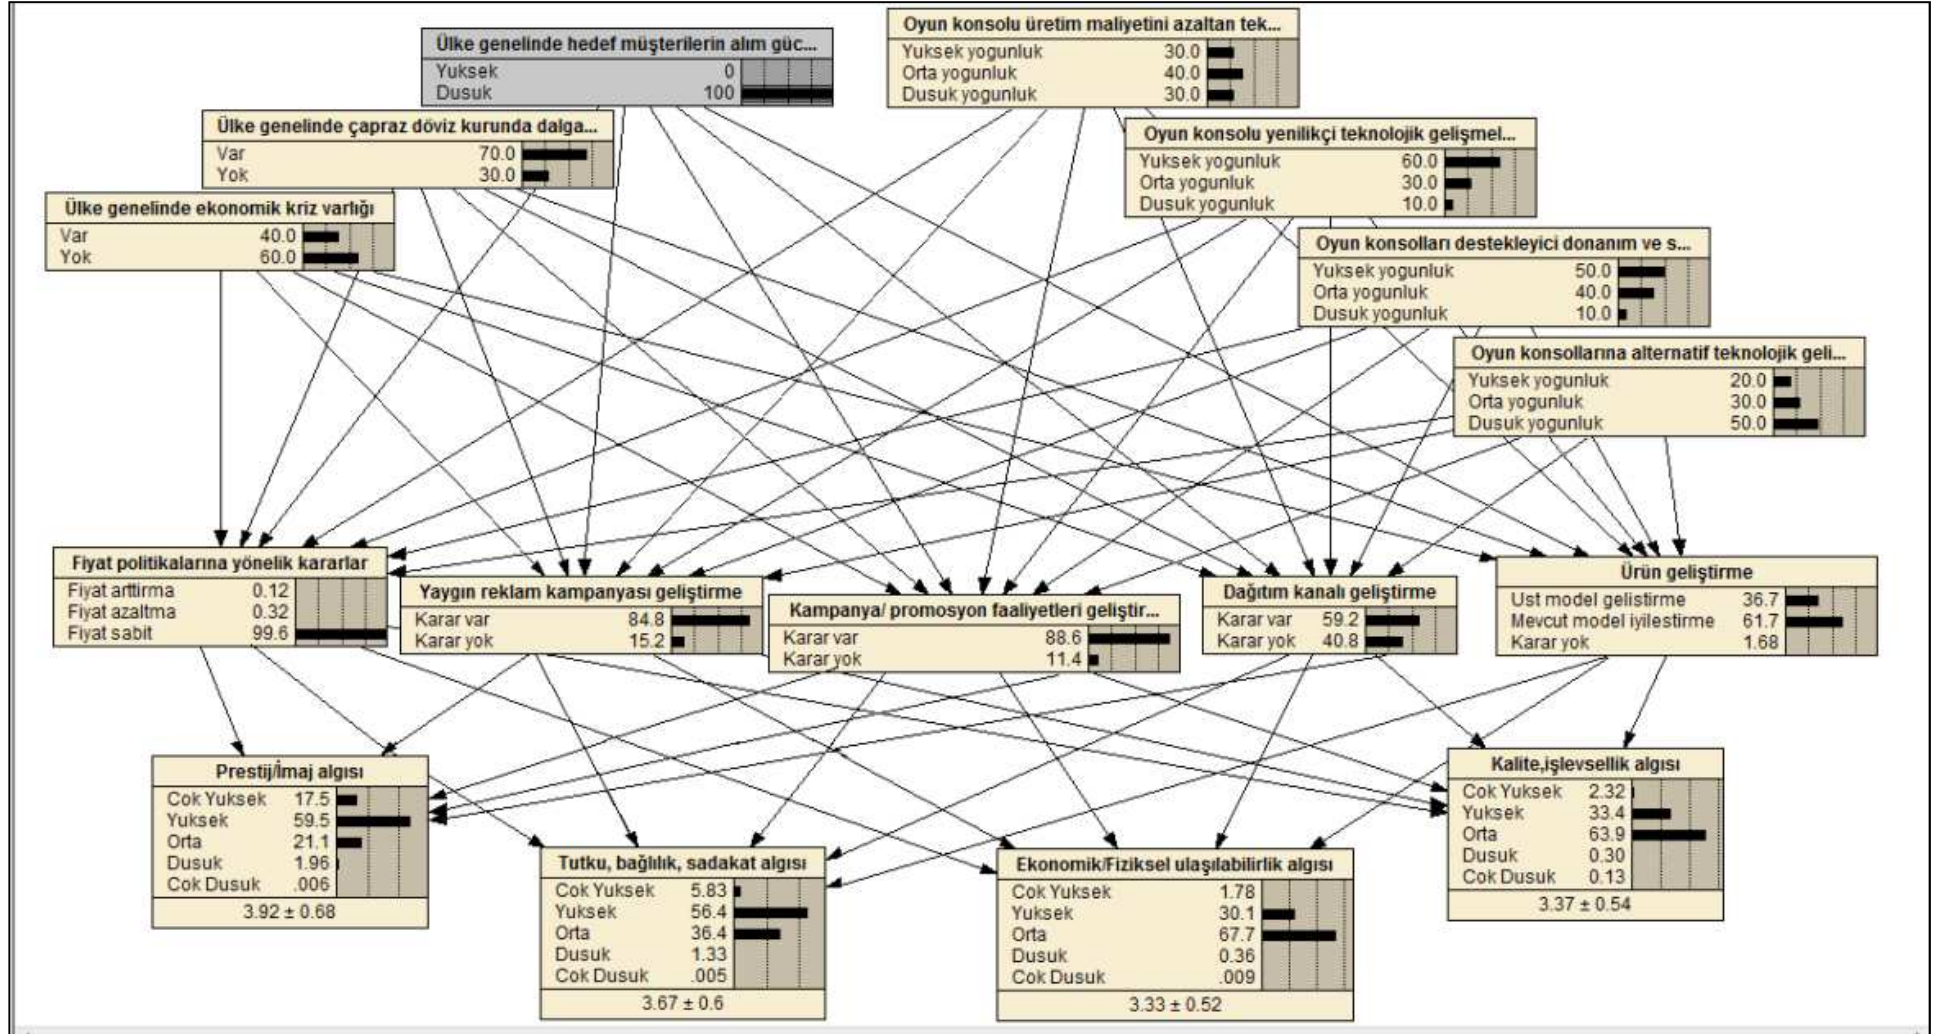 Ülke genelinde hedef müşterilerin alım güc...
Yuksek 0
Dusuk 100
Oyun konsolu üretim maliyetini azaltan tek...
Yuksek yogunluk 30.0
Orta yogunluk 40.0
Dusuk yogunluk 30.0
Ülke genelinde çapraz döviz kurunda dalga...
Var 70.0
Yok 30.0
Oyun konsolu yenilikçi teknolojik gelişmel...
Yuksek yogunluk 60.0
Orta yogunluk 30.0
Dusuk yogunluk 10.0
Ülke genelinde ekonomik kriz varlığı
Var 40.0
Yok 60.0
Oyun konsolları destekleyici donanım ve s...
Yuksek yogunluk 50.0
Orta yogunluk 40.0
Dusuk yogunluk 10.0
Oyun konsollarına alternatif teknolojik geli...
Yuksek yogunluk 20.0
Orta yogunluk 30.0
Dusuk yogunluk 50.0
Fiyat politikalarına yönelik kararlar
Fiyat arttirma 0.12
Fiyat azaltma 0.32
Fiyat sabit 99.6
Yaygın reklam kampanyası geliştirme
Karar var 84.8
Karar yok 15.2
Kampanya/ promosyon faaliyetleri geliştir...
Karar var 88.6
Karar yok 11.4
Dağıtım kanalı geliştirme
Karar var 59.2
Karar yok 40.8
Ürün geliştirme
Ust model gelistirme 36.7
Mevcut model iyilestirme 61.7
Karar yok 1.68
Prestij/İmaj algısı
Cok Yuksek 17.5
Yuksek 59.5
Orta 21.1
Dusuk 1.96
Cok Dusuk .006
3.92 ± 0.68
Tutku, bağlılık, sadakat algısı
Cok Yuksek 5.83
Yuksek 56.4
Orta 36.4
Dusuk 1.33
Cok Dusuk .005
3.67 ± 0.6
Ekonomik/Fiziksel ulaşılabilirlik algısı
Cok Yuksek 1.78
Yuksek 30.1
Orta 67.7
Dusuk 0.36
Cok Dusuk .009
3.33 ± 0.52
Kalite,işlevsellik algısı
Cok Yuksek 2.32
Yuksek 33.4
Orta 63.9
Dusuk 0.30
Cok Dusuk 0.13
3.37 ± 0.54